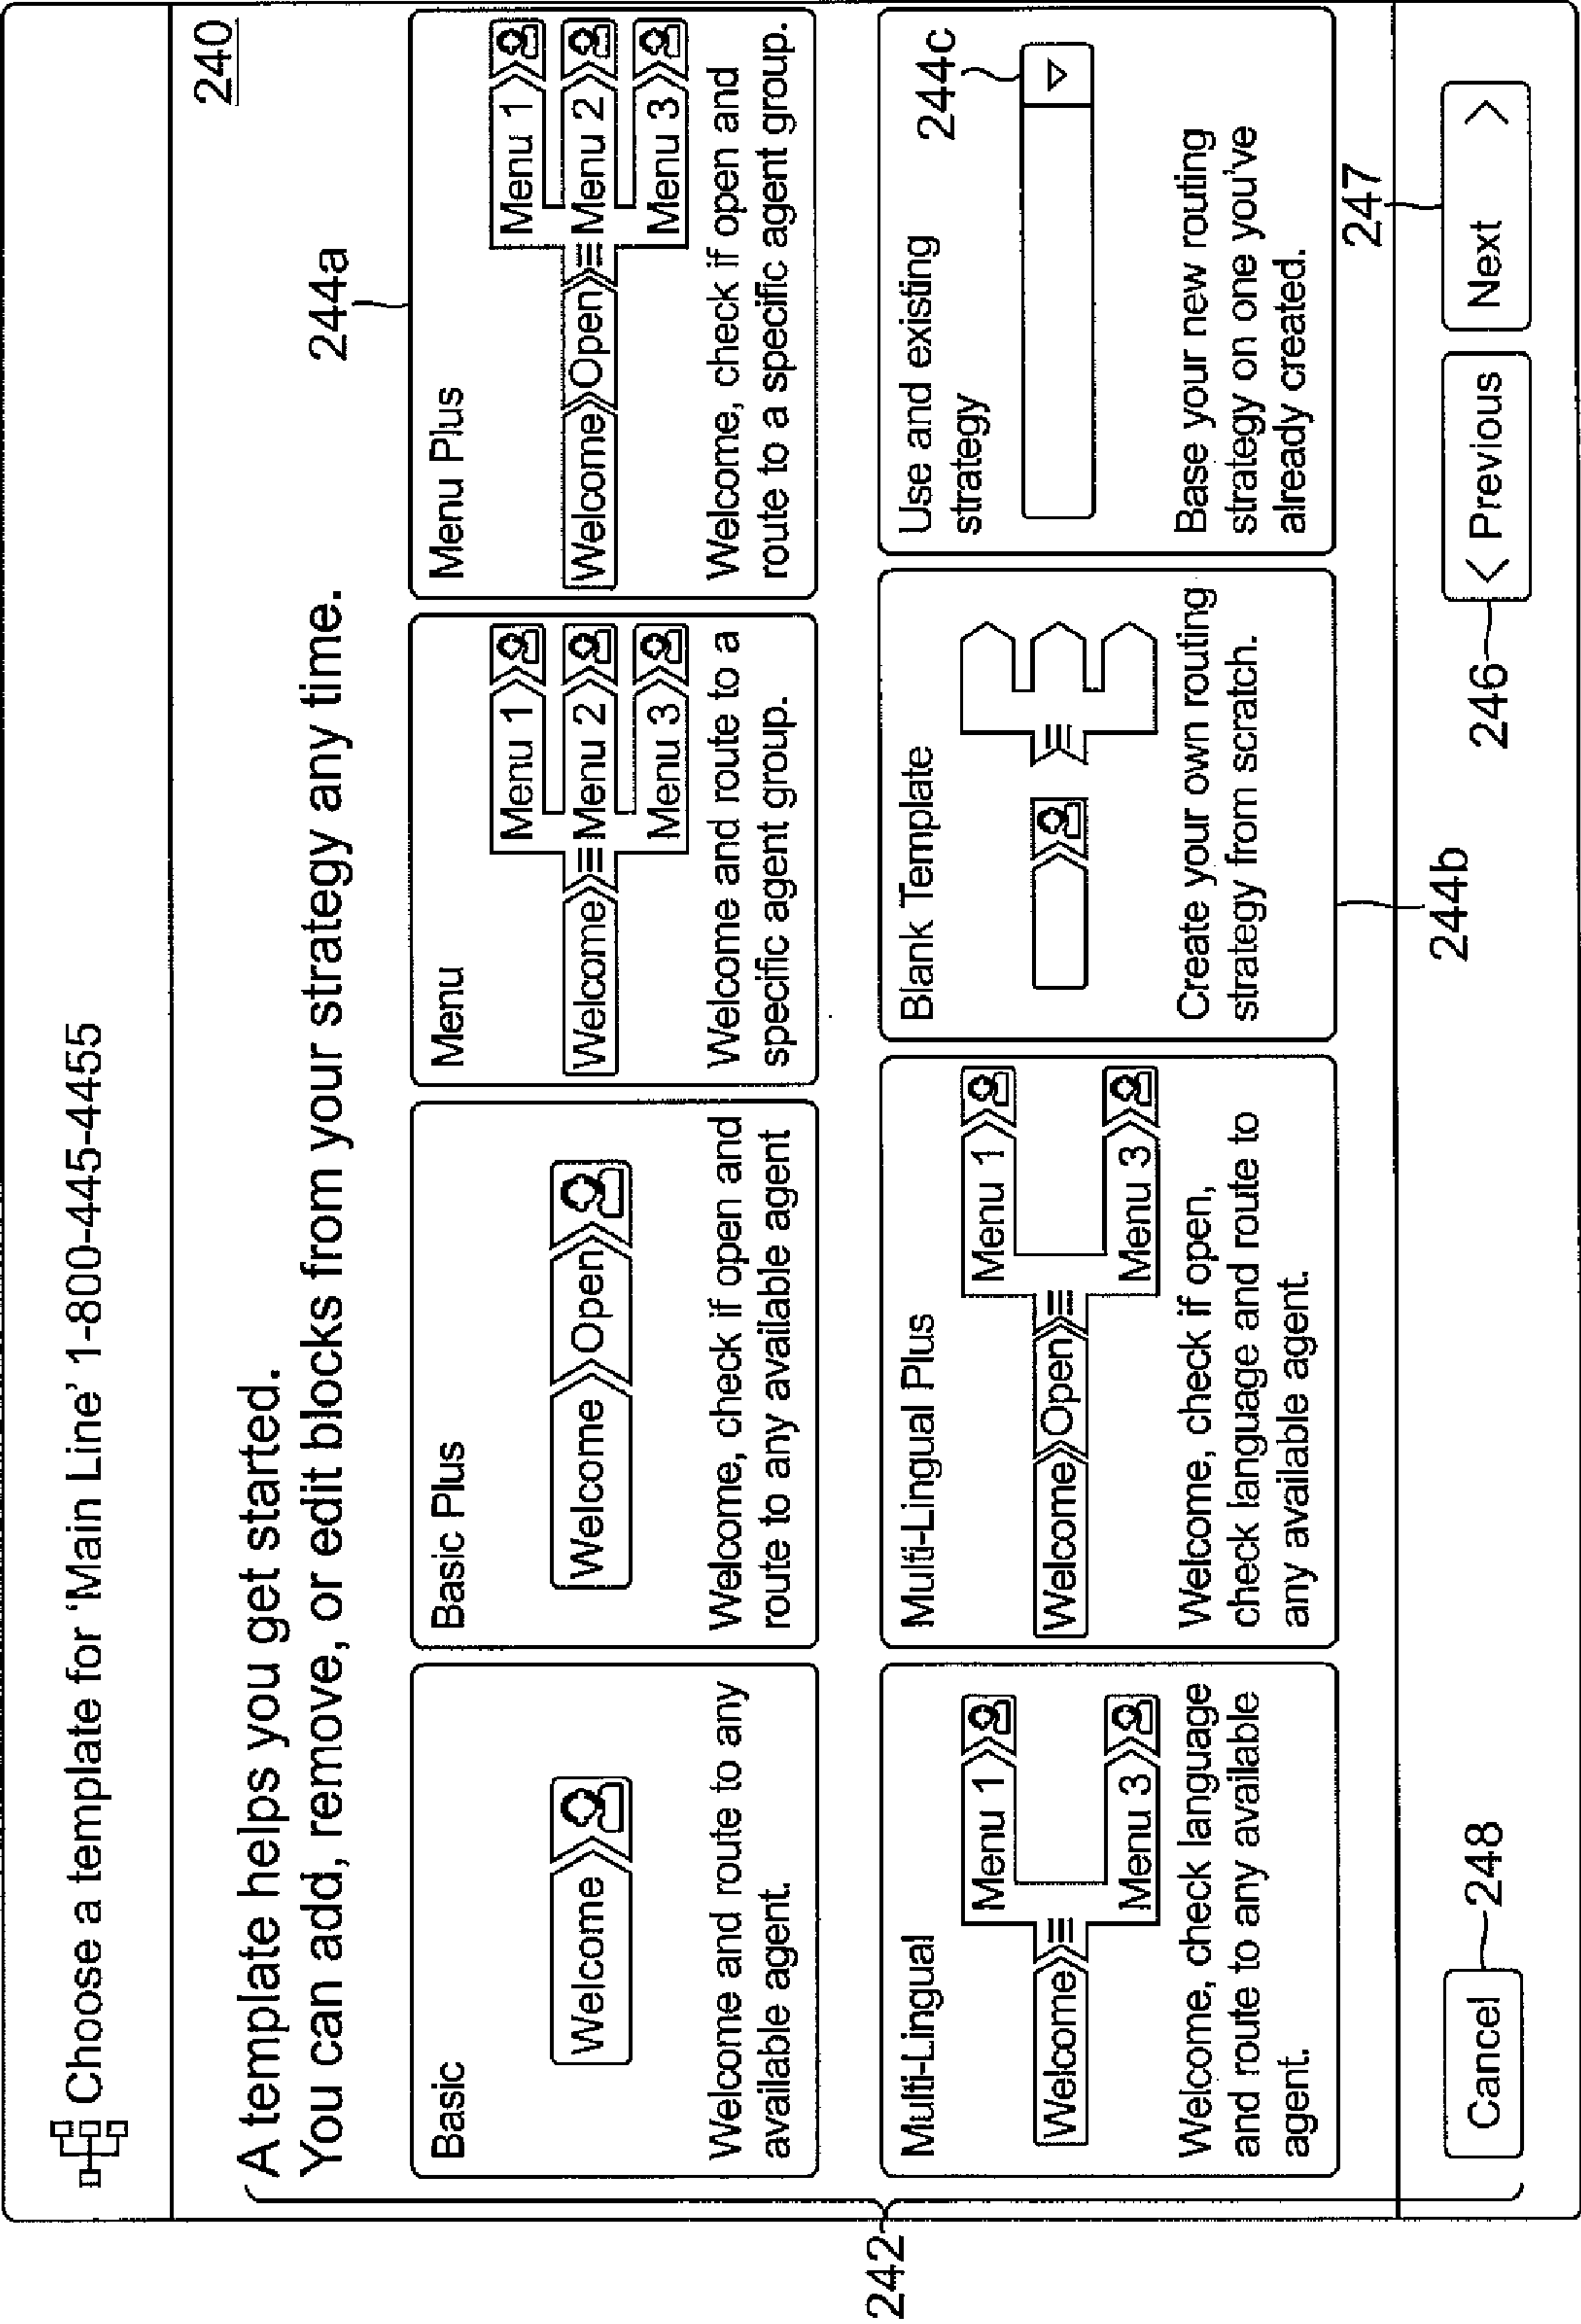 Choose a template for ‘Main Line’ 1-800-445-4455
240
A template helps you get started.
You can add, remove, or edit blocks from your strategy any time.
244a
Basic
Welcome
Welcome and route to any
available agent.
Basic Plus
Welcome Open
Welcome, check if open and
route to any available agent
Menu
Welcome
Menu 1
Menu 2
Menu 3
Welcome and route to a
specific agent group.
Menu Plus
Welcome Open
Menu 1
Menu 2
Menu 3
Welcome, check if open and
route to a specific agent group.
Multi-Lingual
Welcome
Menu 1
Menu 3
Welcome, check language
and route to any available
agent.
Multi-Lingual Plus
Welcome Open
Menu 1
Menu 3
Welcome, check if open,
check language and route to
any available agent.
Blank Template
Create your own routing
strategy from scratch.
244b
Use and existing
strategy
244c
Base your new routing
strategy on one you’ve
already created.
242
Cancel
248
246
< Previous
Next >
247